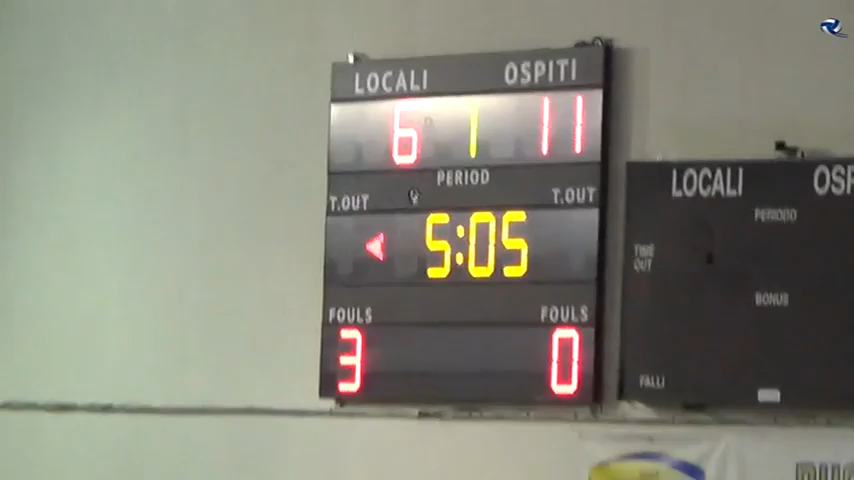 LOCALI OSPITI
6 1 11
PERIOD
T.OUT T.OUT
5:05
FOULS FOULS
3 0
LOCALI
PERIODO
TIME
OUT
BONUS
FALLI